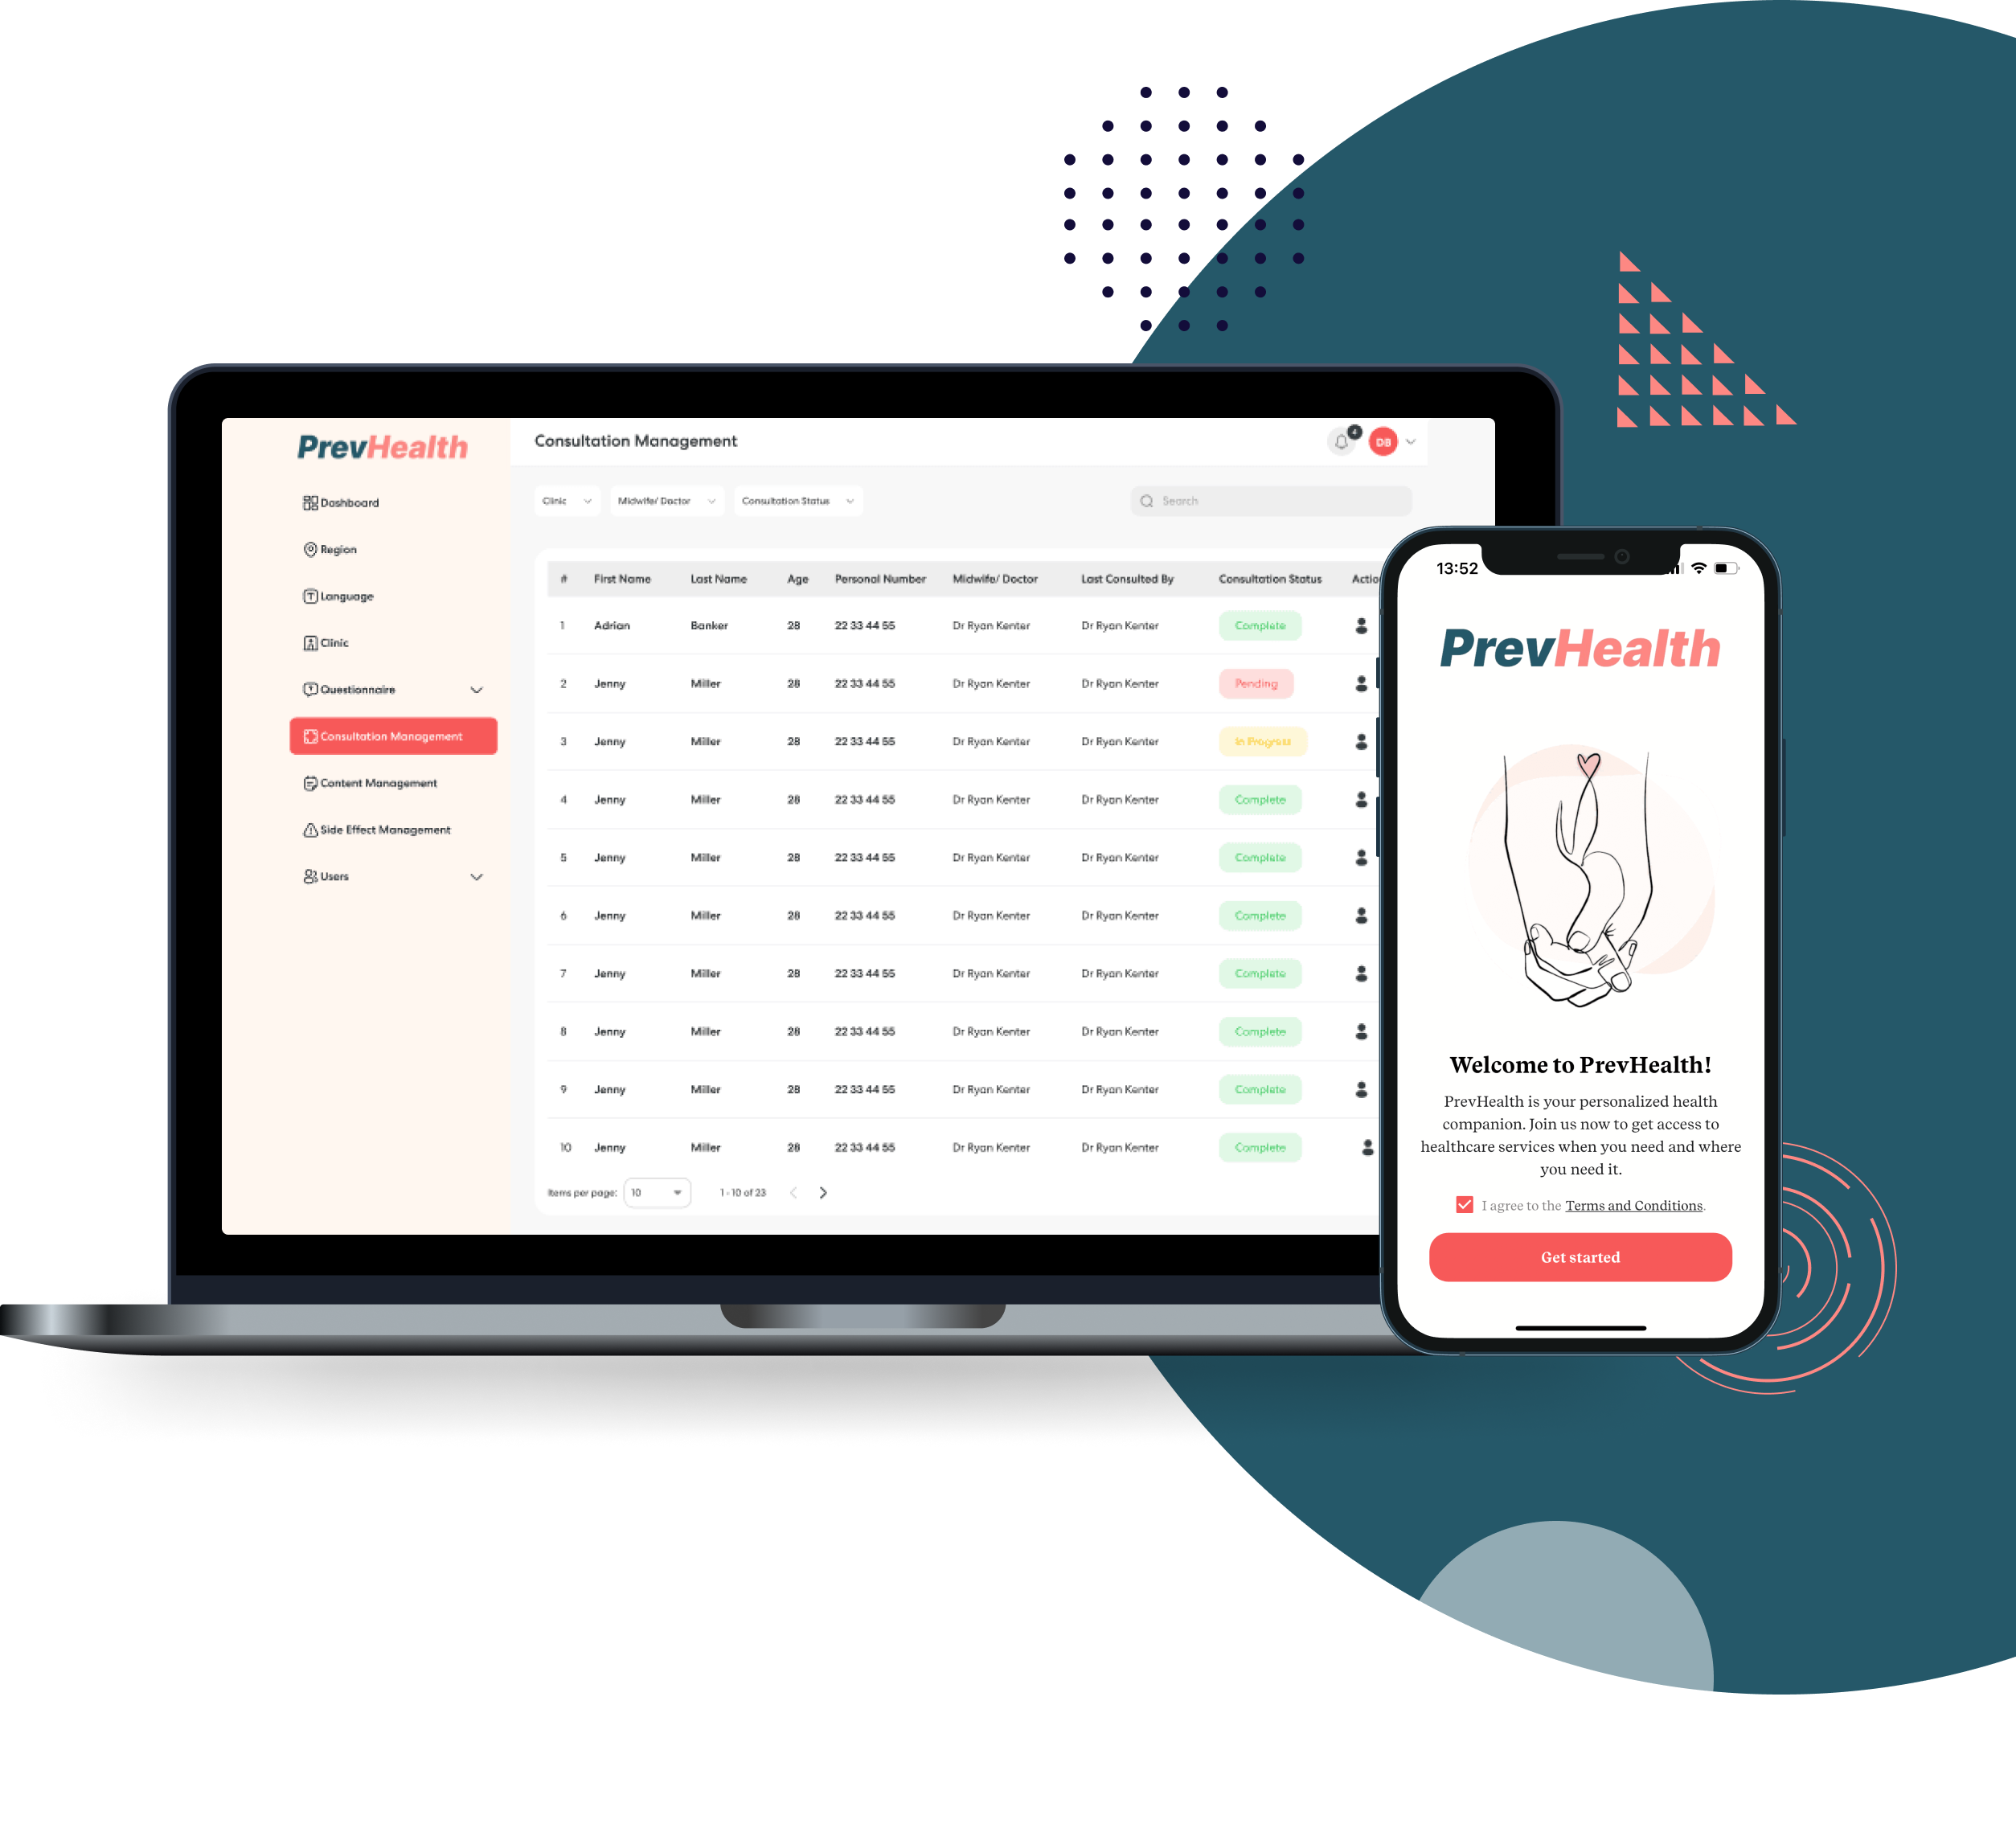 PrevHealth
Dashboard
Region
Language
Clinic
Questionnaire
Consultation Management
Content Management
Side Effect Management
Users
Consultation Management
4
DB
Clinic
Midwife/ Doctor
Consultation Status
Search
# First Name Last Name Age Personal Number Midwife/ Doctor Last Consulted By Consultation Status Actio
1 Adrian Banker 28 22 33 44 55 Dr Ryan Kenter Dr Ryan Kenter Complete
2 Jenny Miller 28 22 33 44 55 Dr Ryan Kenter Dr Ryan Kenter Pending
3 Jenny Miller 28 22 33 44 55 Dr Ryan Kenter Dr Ryan Kenter In Progress
4 Jenny Miller 28 22 33 44 55 Dr Ryan Kenter Dr Ryan Kenter Complete
5 Jenny Miller 28 22 33 44 55 Dr Ryan Kenter Dr Ryan Kenter Complete
6 Jenny Miller 28 22 33 44 55 Dr Ryan Kenter Dr Ryan Kenter Complete
7 Jenny Miller 28 22 33 44 55 Dr Ryan Kenter Dr Ryan Kenter Complete
8 Jenny Miller 28 22 33 44 55 Dr Ryan Kenter Dr Ryan Kenter Complete
9 Jenny Miller 28 22 33 44 55 Dr Ryan Kenter Dr Ryan Kenter Complete
10 Jenny Miller 28 22 33 44 55 Dr Ryan Kenter Dr Ryan Kenter Complete
Items per page: 10 1 - 10 of 23
13:52
PrevHealth
Welcome to PrevHealth!
PrevHealth is your personalized health
companion. Join us now to get access to
healthcare services when you need and where
you need it.
I agree to the Terms and Conditions.
Get started